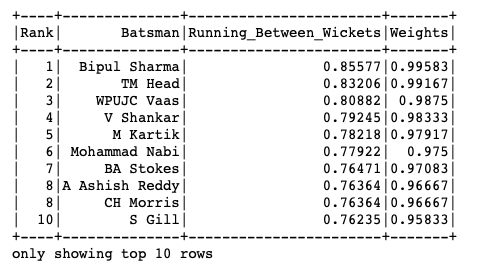 +----+--------------+-----------------------+-------+
|Rank|       Batsman|Running_Between_Wickets|Weights|
+----+--------------+-----------------------+-------+
|   1|  Bipul Sharma|                0.85577|0.99583|
|   2|       TM Head|                0.83206|0.99167|
|   3|    WPUJC Vaas|                0.80882| 0.9875|
|   4|     V Shankar|                0.79245|0.98333|
|   5|      M Kartik|                0.78218|0.97917|
|   6| Mohammad Nabi|                0.77922|  0.975|
|   7|     BA Stokes|                0.76471|0.97083|
|   8|A Ashish Reddy|                0.76364|0.96667|
|   8|     CH Morris|                0.76364|0.96667|
|  10|        S Gill|                0.76235|0.95833|
+----+--------------+-----------------------+-------+
only showing top 10 rows